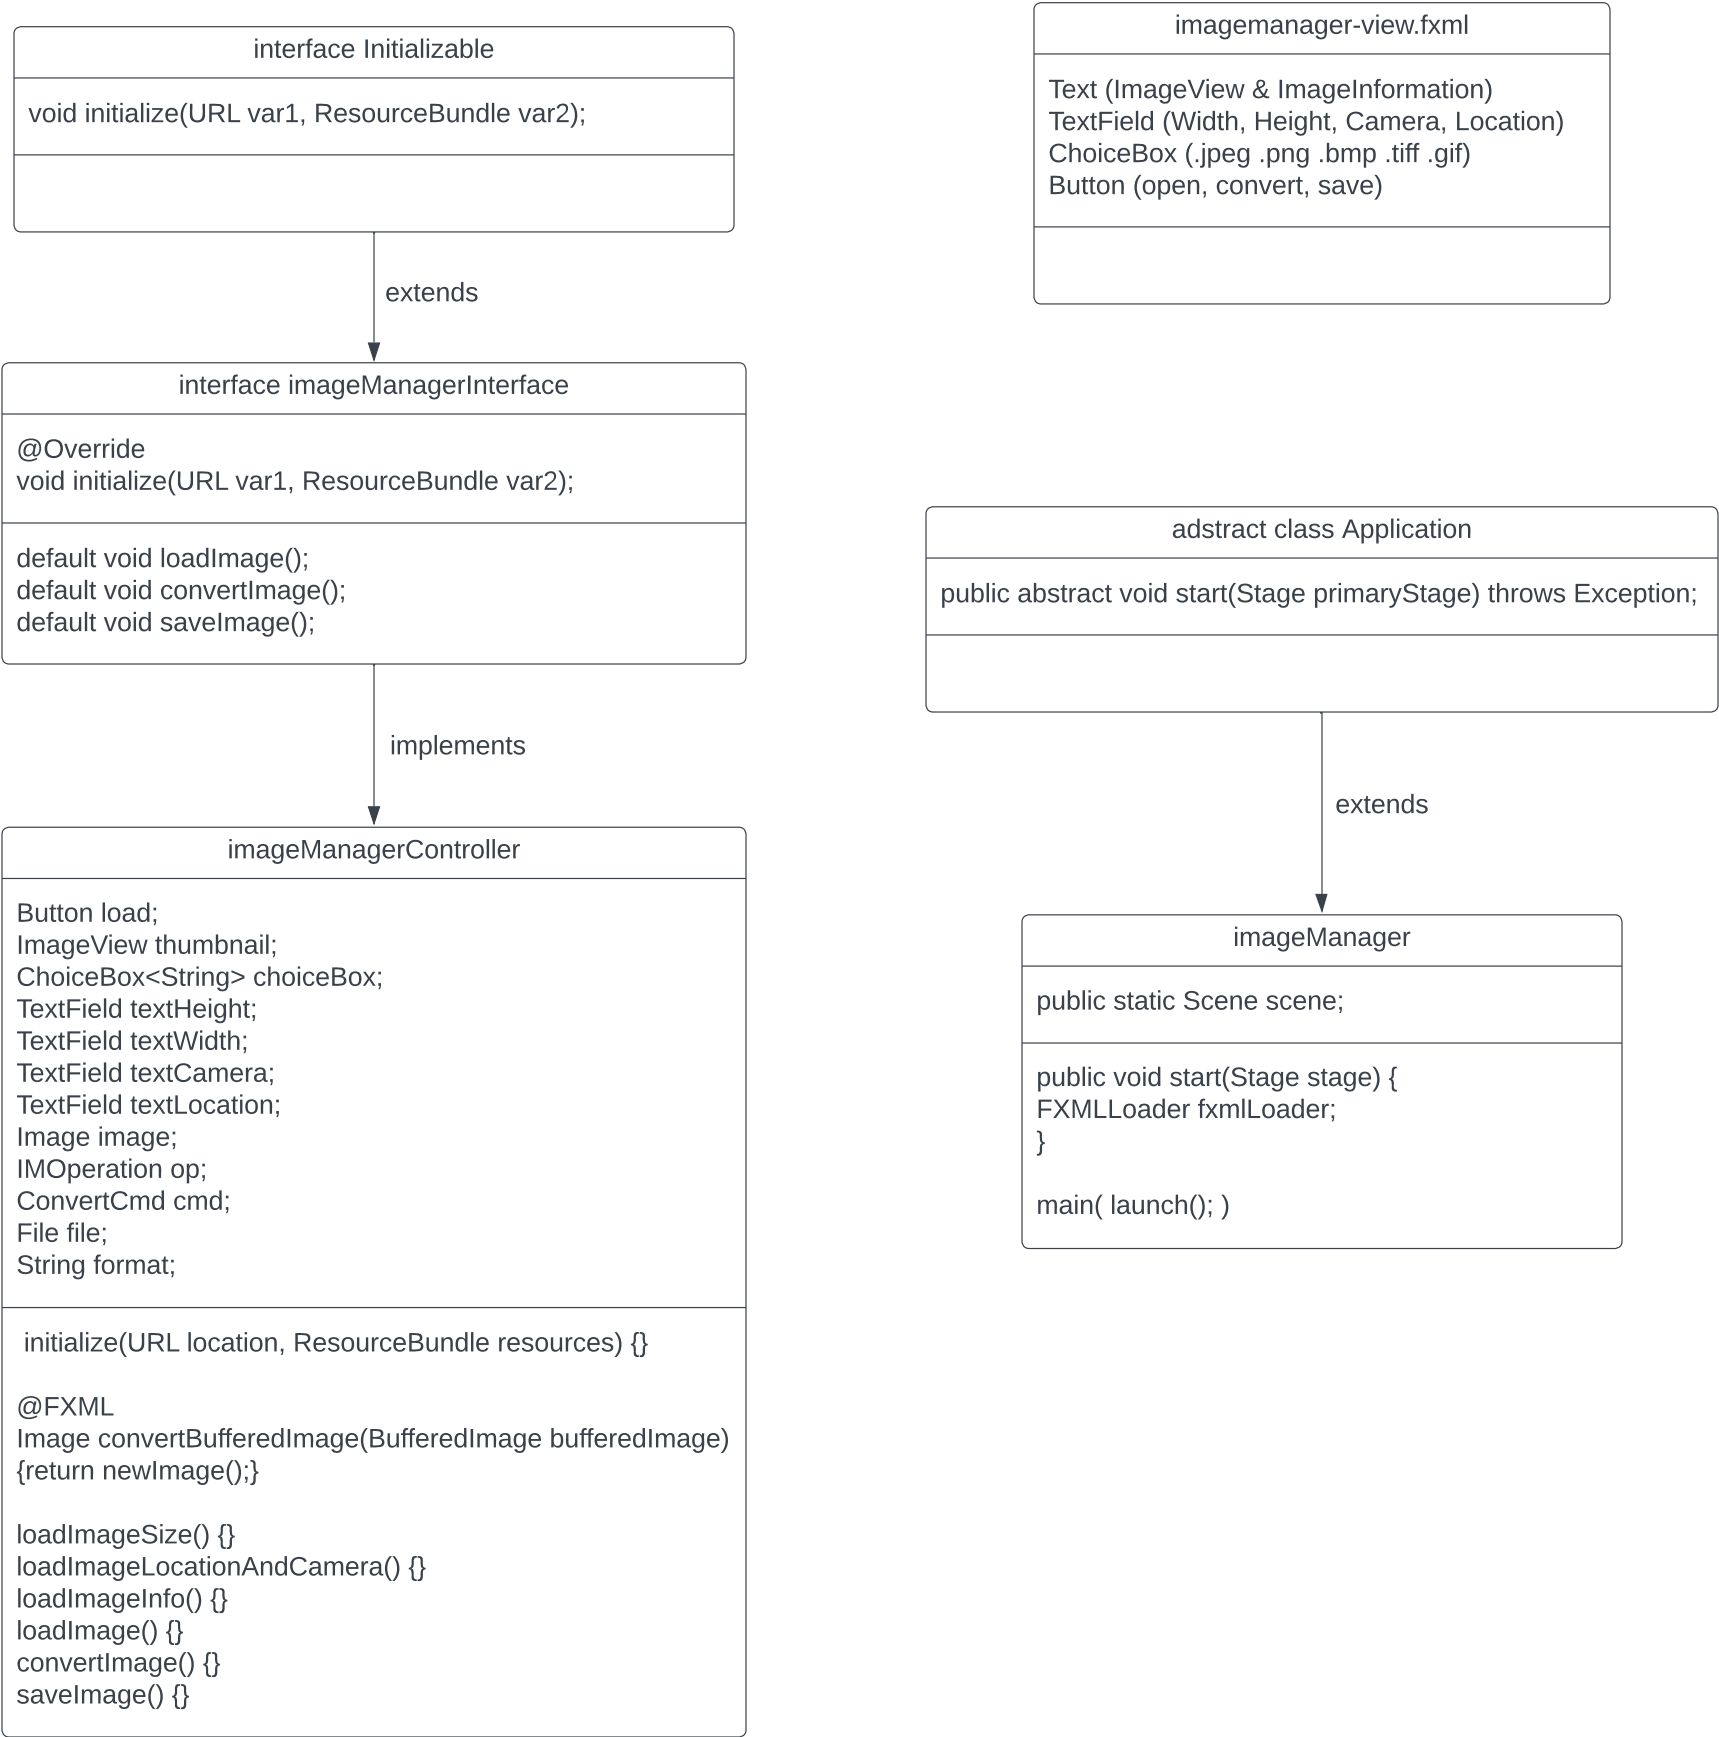 interface Initializable
void initialize(URL var1, ResourceBundle var2);
extends
interface imageManagerInterface
@Override
void initialize(URL var1, ResourceBundle var2);
default void loadImage();
default void convertImage();
default void saveImage();
implements
imageManagerController
Button load;
ImageView thumbnail;
ChoiceBox<String> choiceBox;
TextField textHeight;
TextField textWidth;
TextField textCamera;
TextField textLocation;
Image image;
IMOperation op;
ConvertCmd cmd;
File file;
String format;
initialize(URL location, ResourceBundle resources) {}
@FXML
Image convertBufferedImage(BufferedImage bufferedImage)
{return newImage();}
loadImageSize() {}
loadImageLocationAndCamera() {}
loadImageInfo() {}
loadImage() {}
convertImage() {}
saveImage() {}
imagemanager-view.fxml
Text (ImageView & ImageInformation)
TextField (Width, Height, Camera, Location)
ChoiceBox (.jpeg .png .bmp .tiff .gif)
Button (open, convert, save)
adstract class Application
public abstract void start(Stage primaryStage) throws Exception;
extends
imageManager
public static Scene scene;
public void start(Stage stage) {
FXMLLoader fxmlLoader;
}
main( launch(); )